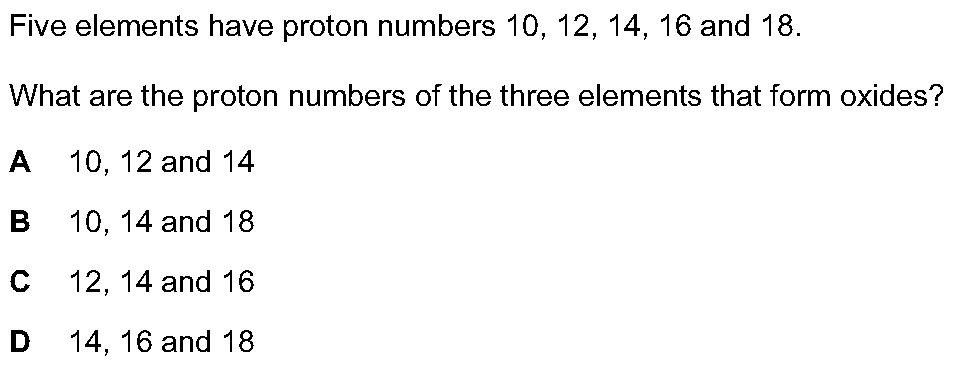 Five elements have proton numbers 10, 12, 14, 16 and 18.
What are the proton numbers of the three elements that form oxides?
A 10, 12 and 14
B 10, 14 and 18
C 12, 14 and 16
D 14, 16 and 18